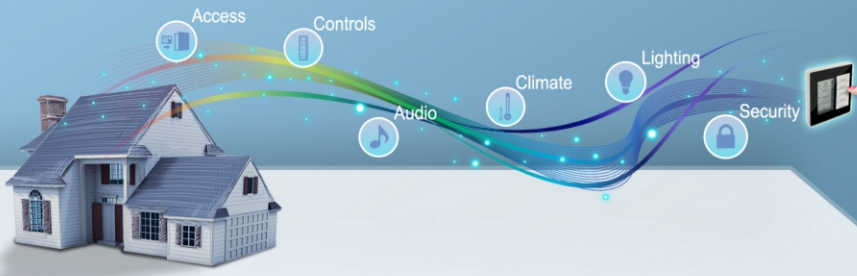 Access
Controls
Audio
Climate
Lighting
Security